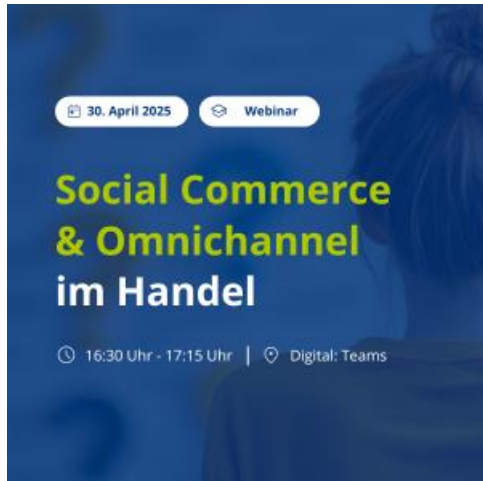 30. April 2025 Webinar
Social Commerce
& Omnichannel
im Handel
16:30 Uhr - 17:15 Uhr | Digital: Teams